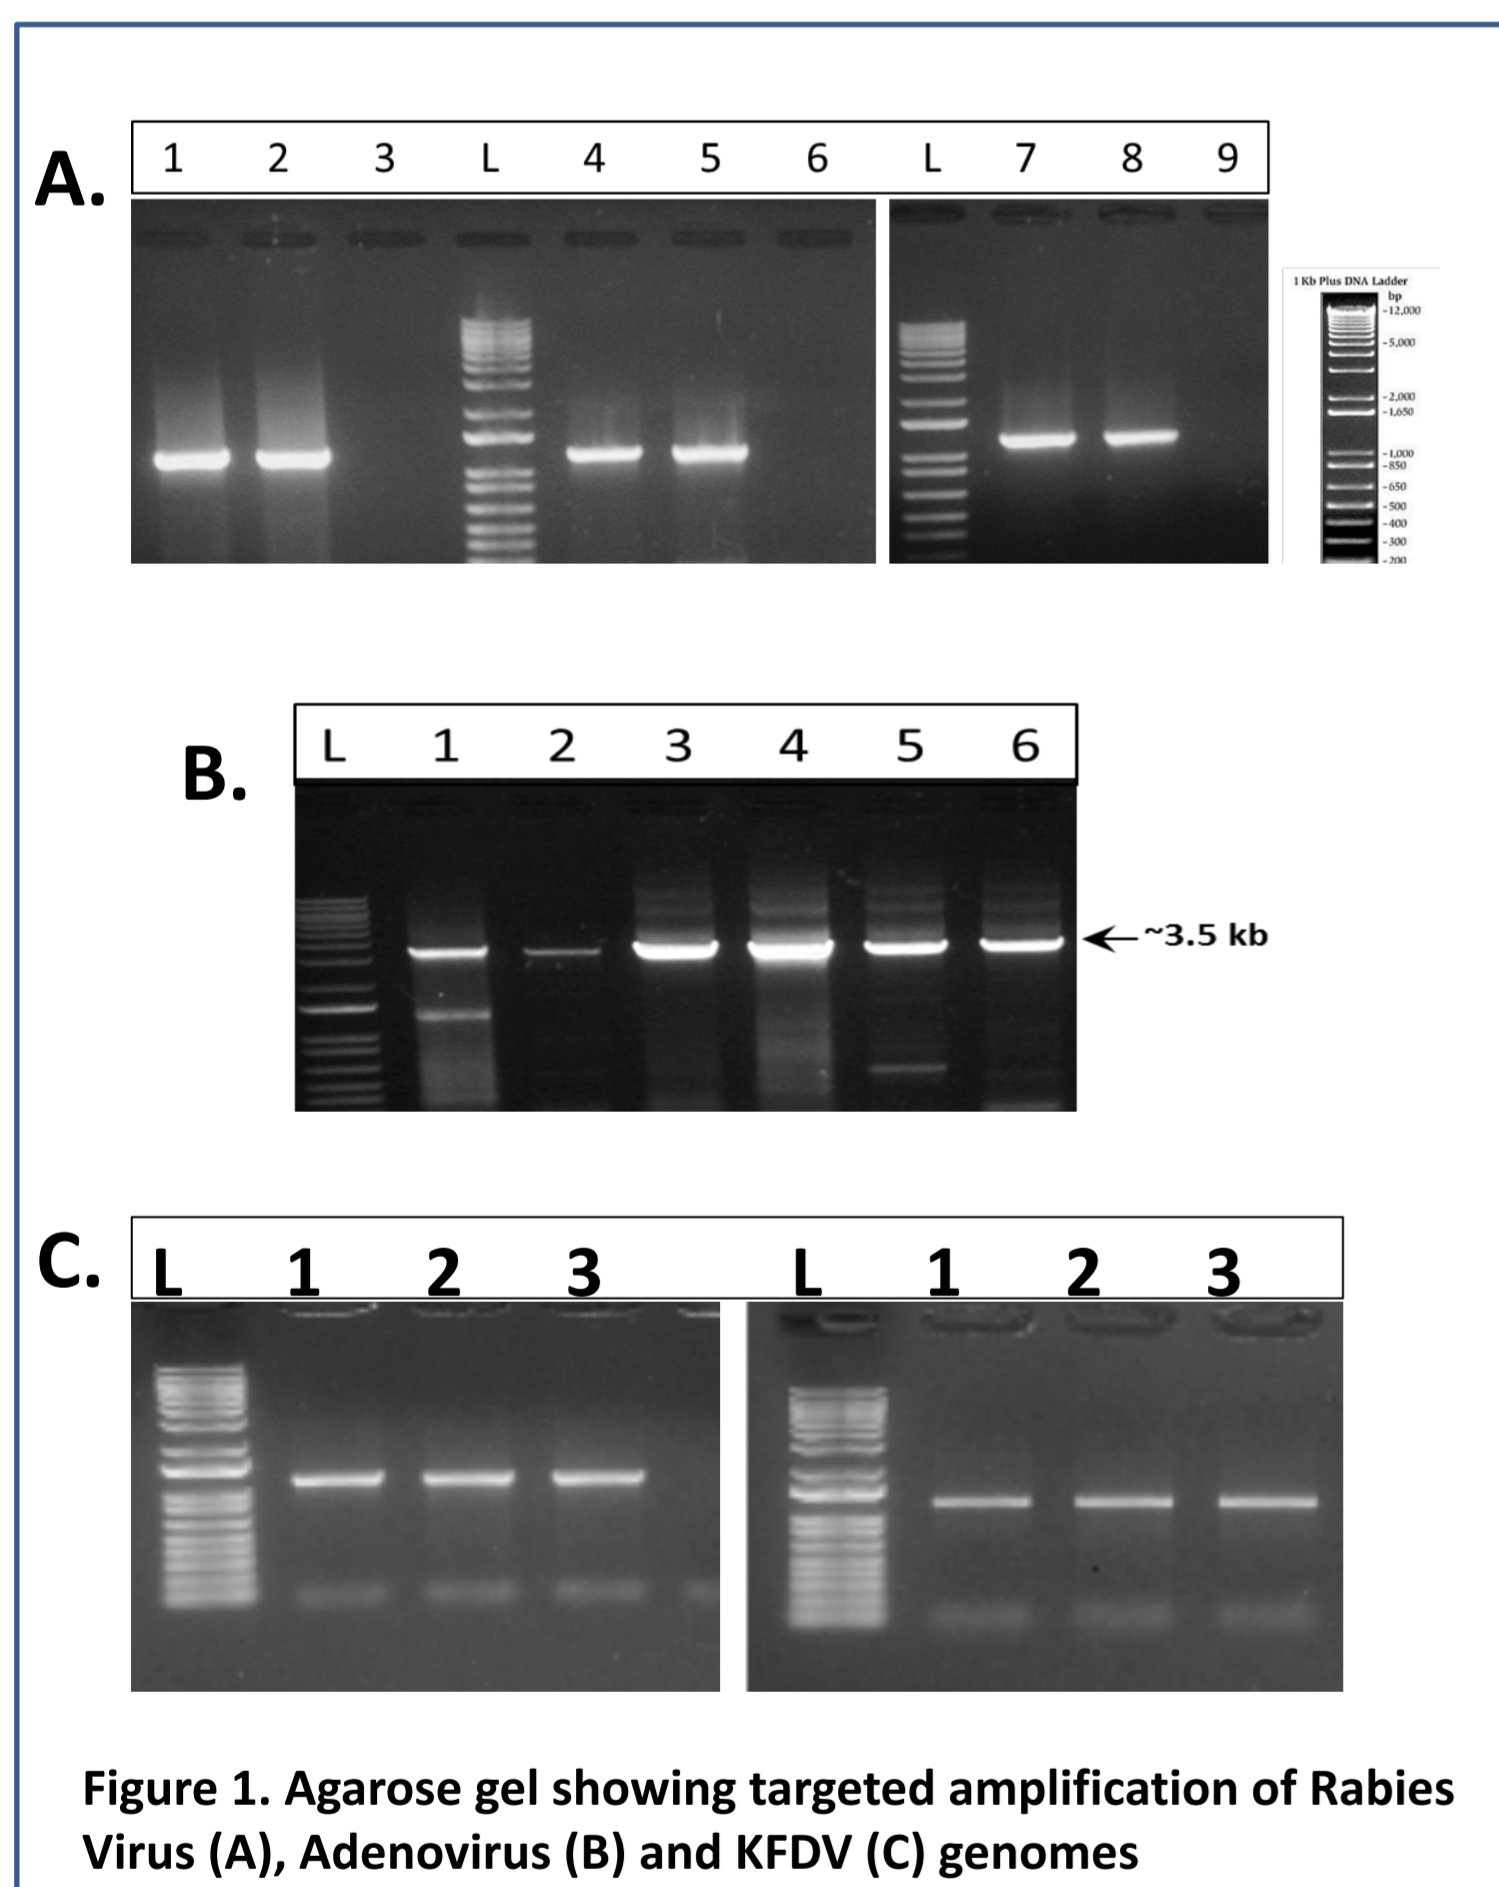 A.
1 2 3 L 4 5 6 L 7 8 9
1 Kb Plus DNA Ladder
bp
-12,000
-5,000
-2,000
-1,650
-1,000
-850
-650
-500
-400
-300
-200
B.
L 1 2 3 4 5 6
~3.5 kb
C.
L 1 2 3 L 1 2 3
Figure 1. Agarose gel showing targeted amplification of Rabies
Virus (A), Adenovirus (B) and KFDV (C) genomes